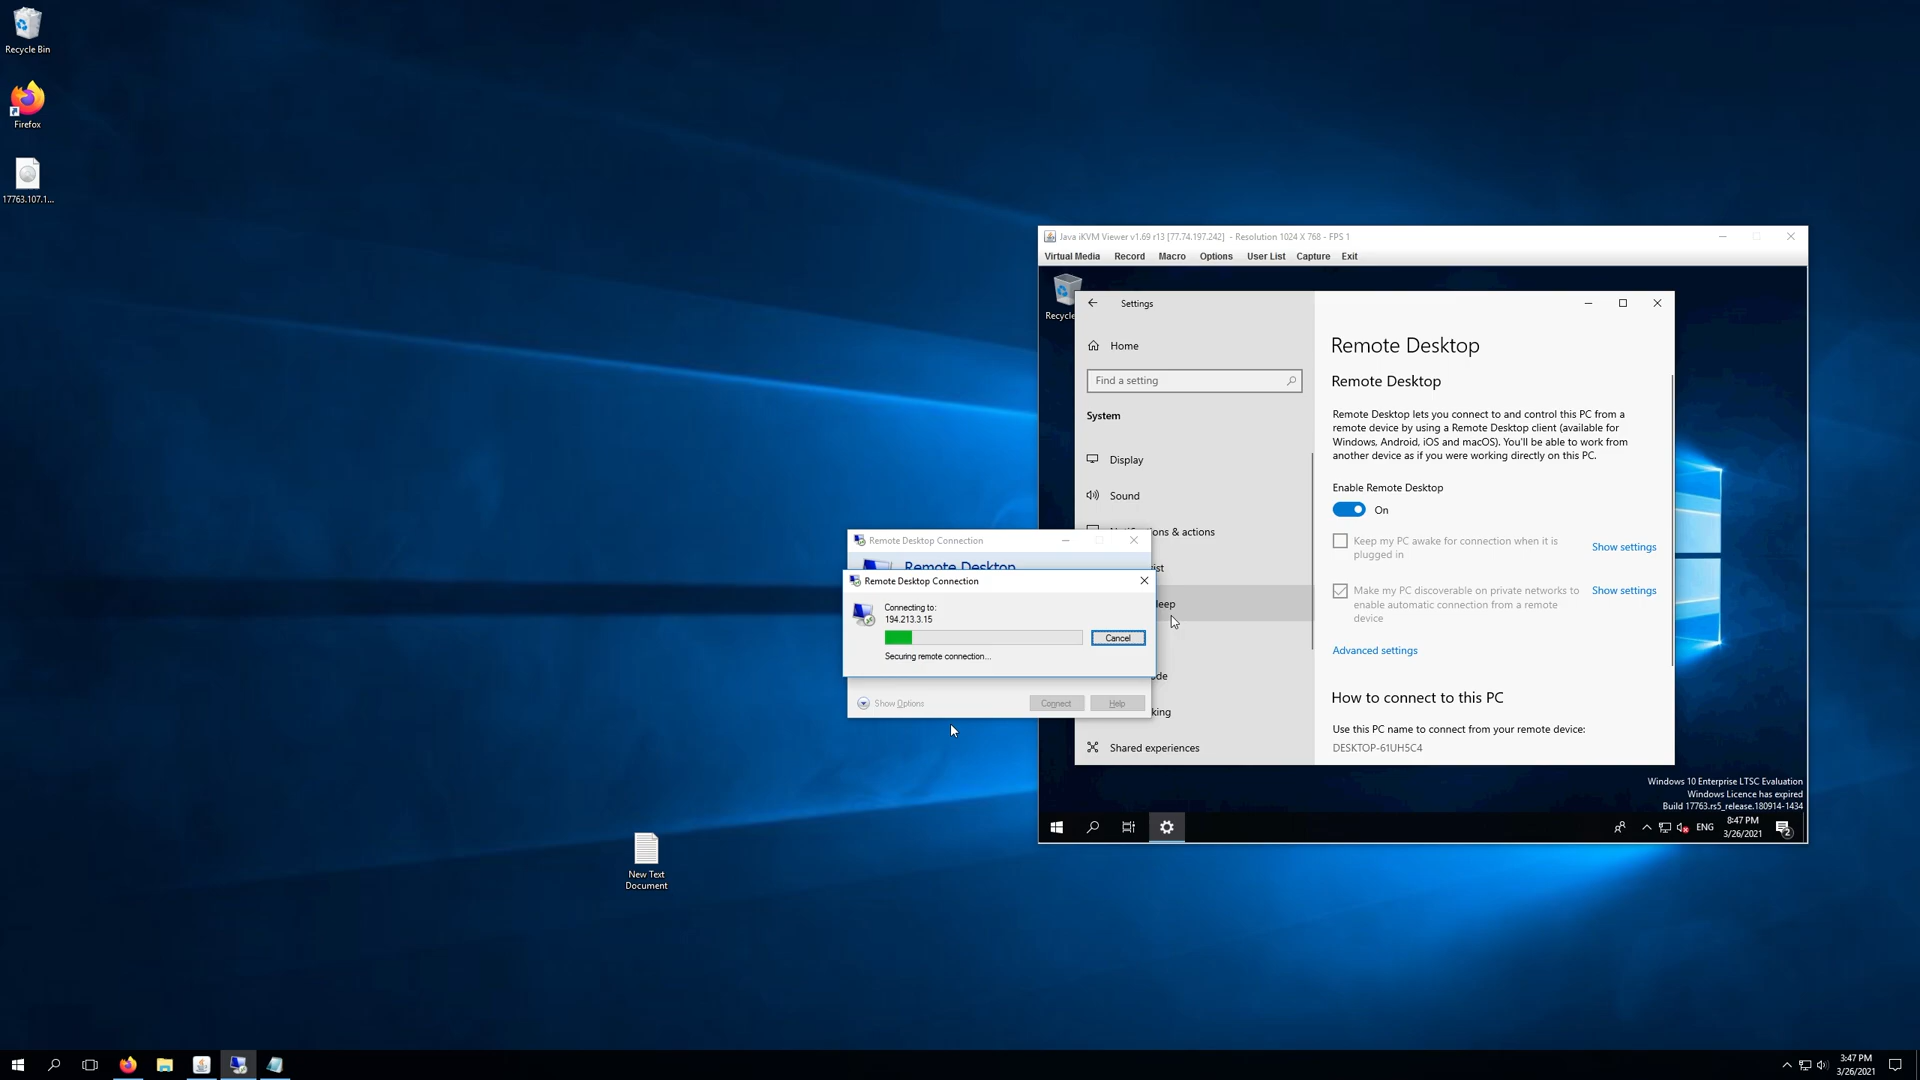 Recycle Bin
Firefox
17763.107.1...
Java iKVM Viewer v1.69 r13 [77.74.197.242]  - Resolution 1024 X 768 - FPS 1
Virtual Media Record Macro Options User List Capture Exit
Recycle
Settings
Home
Find a setting
System
Display
Sound
ons & actions
ist
leep
de
king
Shared experiences
Remote Desktop
Remote Desktop
Remote Desktop lets you connect to and control this PC from a
remote device by using a Remote Desktop client (available for
Windows, Android, iOS and macOS). You'll be able to work from
another device as if you were working directly on this PC.
Enable Remote Desktop
On
Keep my PC awake for connection when it is
plugged in
Show settings
Make my PC discoverable on private networks to
enable automatic connection from a remote
device
Show settings
Advanced settings
How to connect to this PC
Use this PC name to connect from your remote device:
DESKTOP-61UH5C4
Windows 10 Enterprise LTSC Evaluation
Windows Licence has expired
Build 17763.rs5_release.180914-1434
ENG
8:47 PM
3/26/2021
2
Remote Desktop Connection
Remote Desktop
Remote Desktop Connection
Connecting to:
194.213.3.15
Cancel
Securing remote connection...
Show Options
Connect
Help
New Text
Document
3:47 PM
3/26/2021